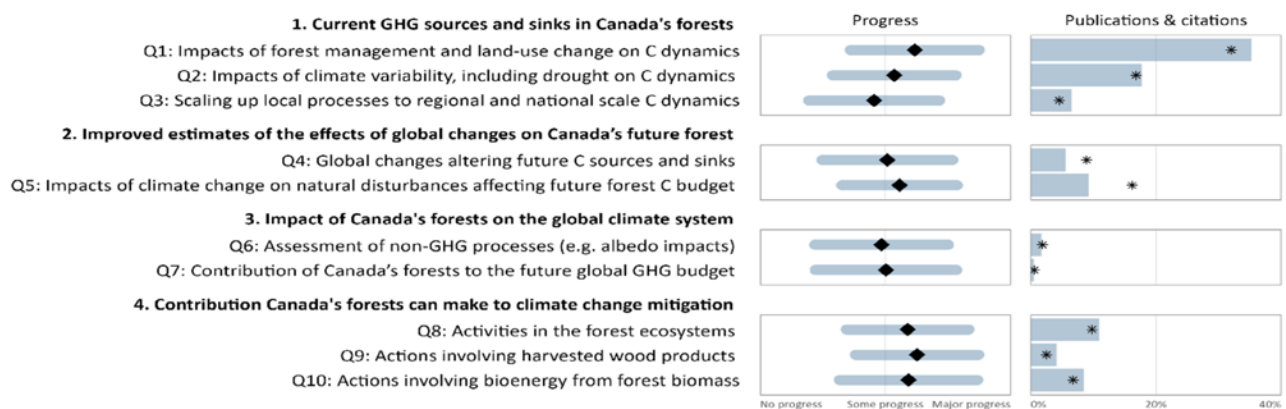 1. Current GHG sources and sinks in Canada's forests
Progress
Publications & citations
Q1: Impacts of forest management and land-use change on C dynamics
Q2: Impacts of climate variability, including drought on C dynamics
Q3: Scaling up local processes to regional and national scale C dynamics
2. Improved estimates of the effects of global changes on Canada's future forest
Q4: Global changes altering future C sources and sinks
Q5: Impacts of climate change on natural disturbances affecting future forest C budget
3. Impact of Canada's forests on the global climate system
Q6: Assessment of non-GHG processes (e.g. albedo impacts)
Q7: Contribution of Canada's forests to the future global GHG budget
4. Contribution Canada's forests can make to climate change mitigation
Q8: Activities in the forest ecosystems
Q9: Actions involving harvested wood products
Q10: Actions involving bioenergy from forest biomass
No progress Some progress Major progress
0% 20% 40%